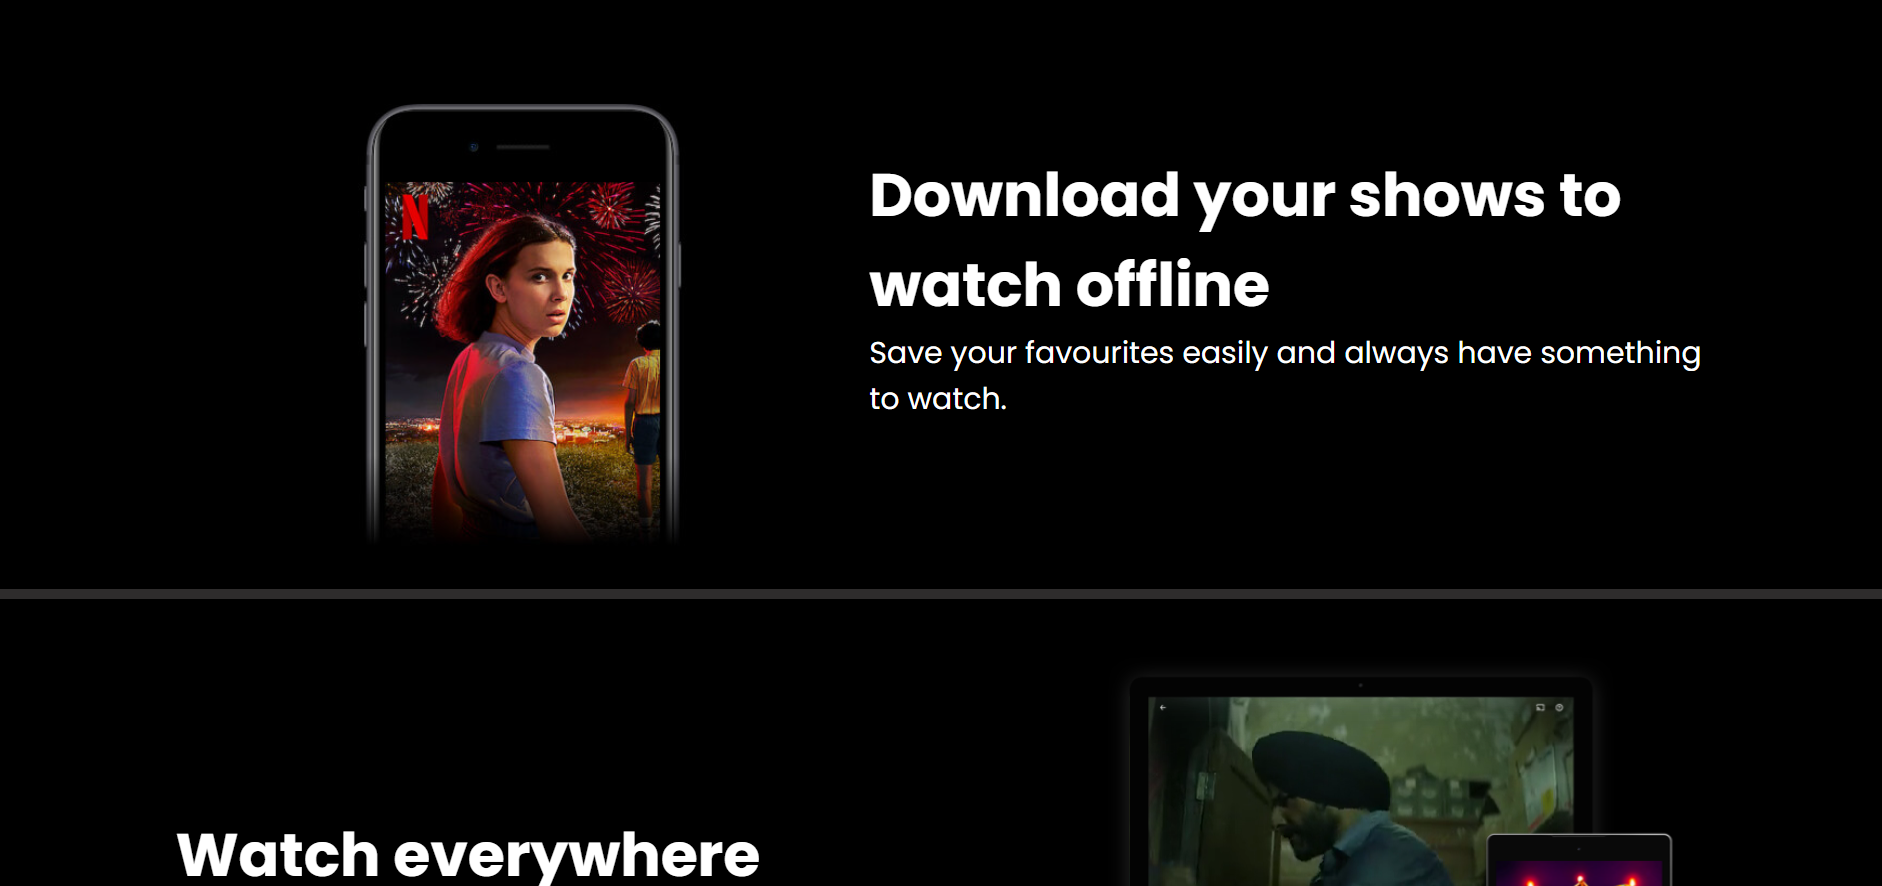 N
Download your shows to
watch offline
Save your favourites easily and always have something
to watch.
Watch everywhere